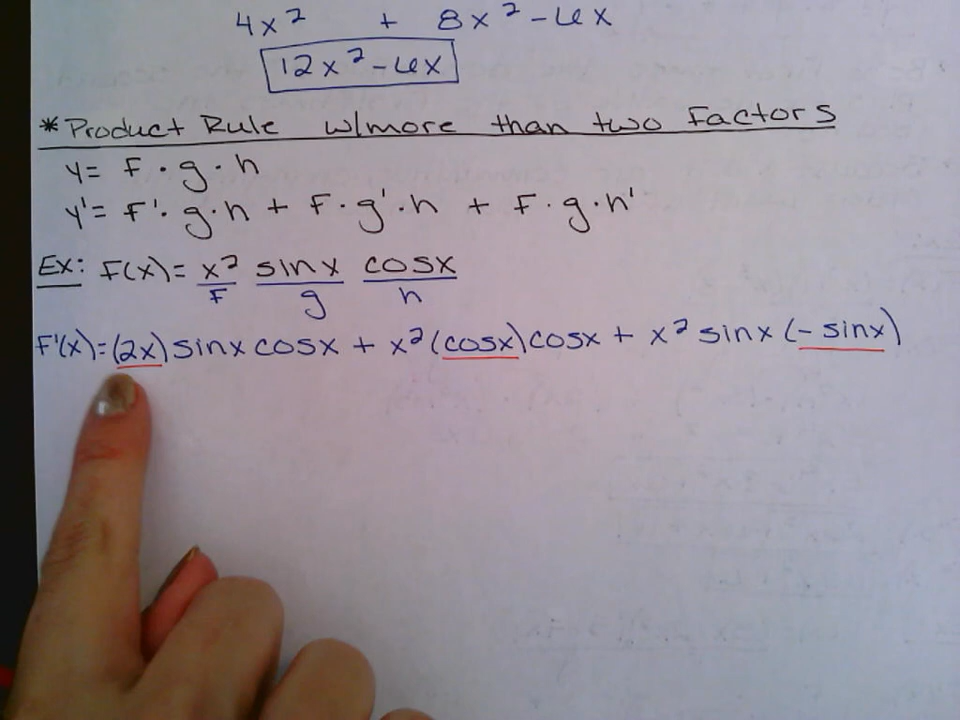 4x² + 8x² - 6x
12x² - 6x
*Product Rule w/more than two Factors
y = F · g · h
y' = F' · g · h + F · g' · h + F · g · h'
Ex: F(x) = x² sinx cosx
F g h
F'(x) = (2x) sinx cosx + x² (cosx) cosx + x² sinx (- sinx)